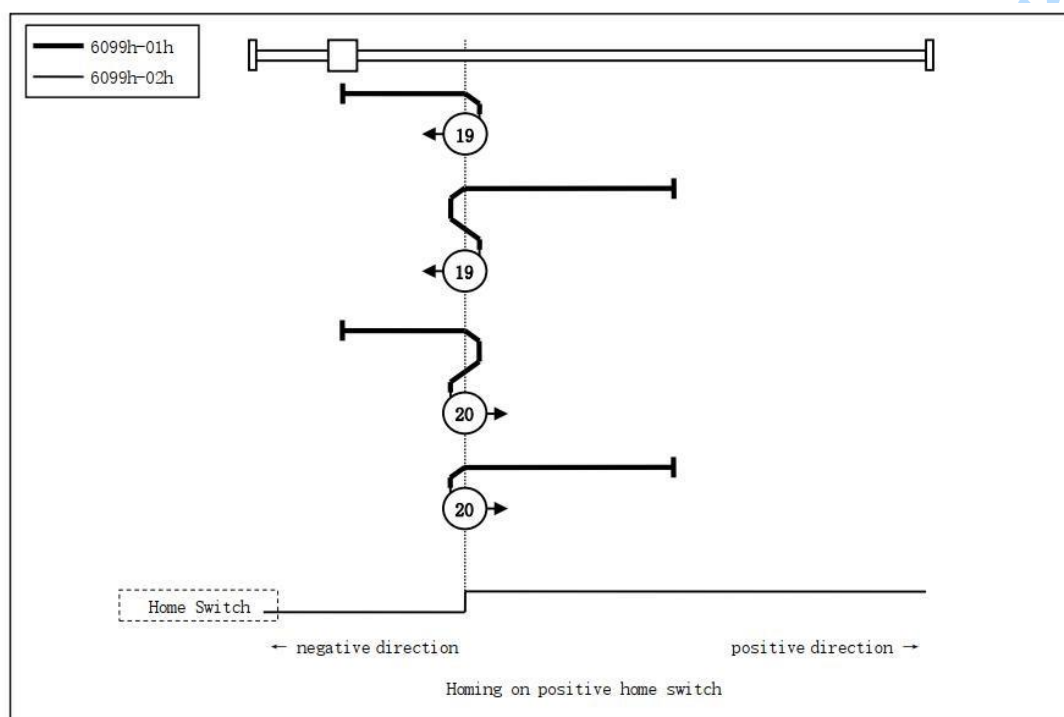 6099h-01h
6099h-02h
19
19
20
20
Home Switch
← negative direction
positive direction →
Homing on positive home switch